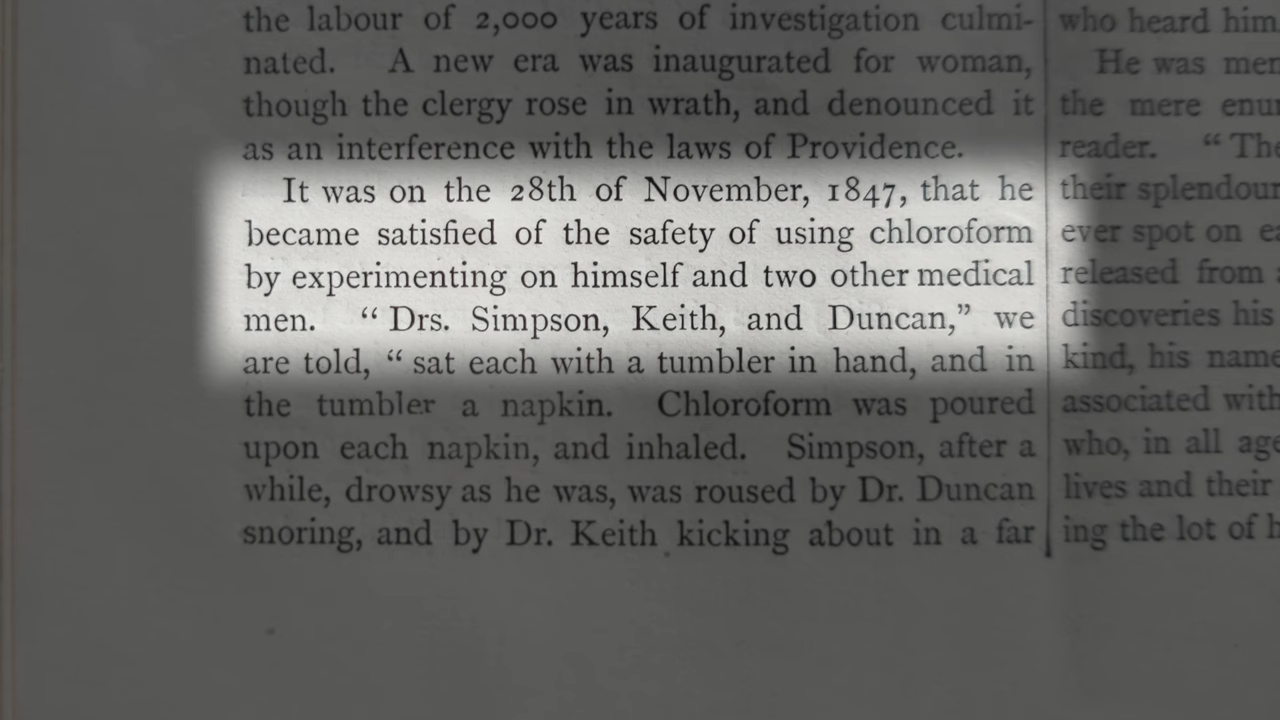 the labour of 2,000 years of investigation culmi-
nated. A new era was inaugurated for woman,
though the clergy rose in wrath, and denounced it
as an interference with the laws of Providence.
It was on the 28th of November, 1847, that he
became satisfied of the safety of using chloroform
by experimenting on himself and two other medical
men. “ Drs. Simpson, Keith, and Duncan,” we
are told, “ sat each with a tumbler in hand, and in
the tumbler a napkin. Chloroform was poured
upon each napkin, and inhaled. Simpson, after a
while, drowsy as he was, was roused by Dr. Duncan
snoring, and by Dr. Keith kicking about in a far
who heard him
He was
the mere
reader. “
their splendour
ever spot on
released from
discoveries his
kind, his name
associated with
who, in all
lives and their
ing the lot of